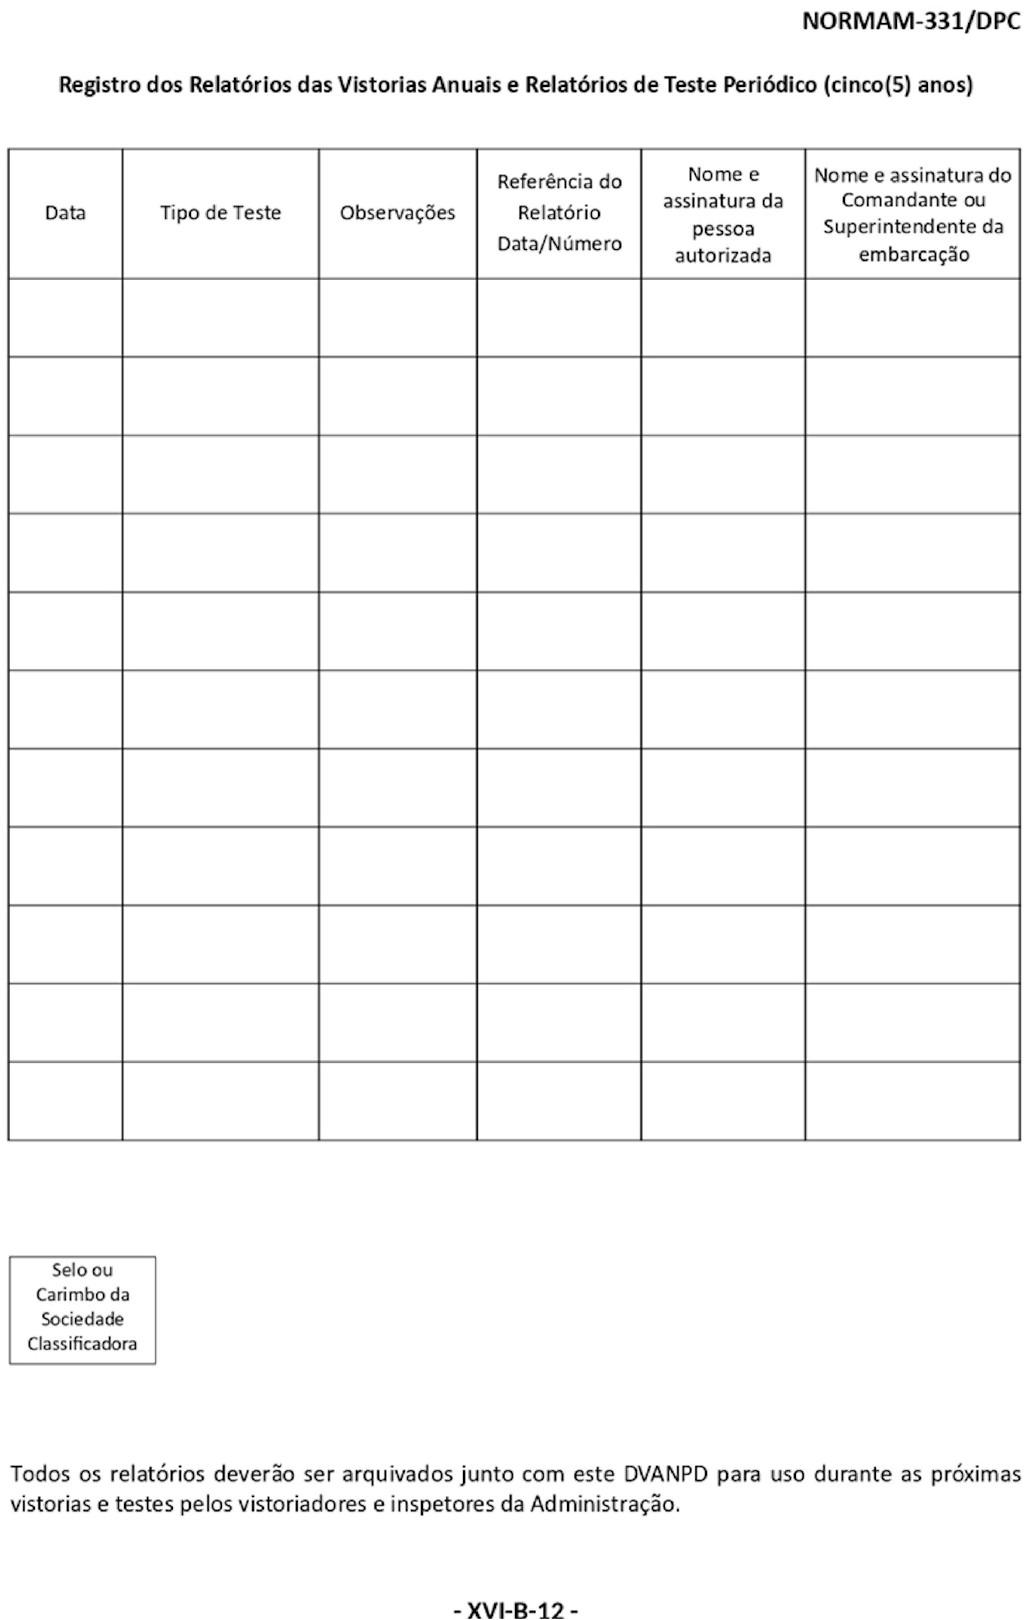 NORMAM-331/DPC
Registro dos Relatórios das Vistorias Anuais e Relatórios de Teste Periódico (cinco(5) anos)
Data
Tipo de Teste
Observações
Referência do
Relatório
Data/Número
Nome e
assinatura da
pessoa
autorizada
Nome e assinatura do
Comandante ou
Superintendente da
embarcação
Selo ou
Carimbo da
Sociedade
Classificadora
Todos os relatórios deverão ser arquivados junto com este DVANPD para uso durante as próximas
vistorias e testes pelos vistoriadores e inspetores da Administração.
- XVI-B-12 -